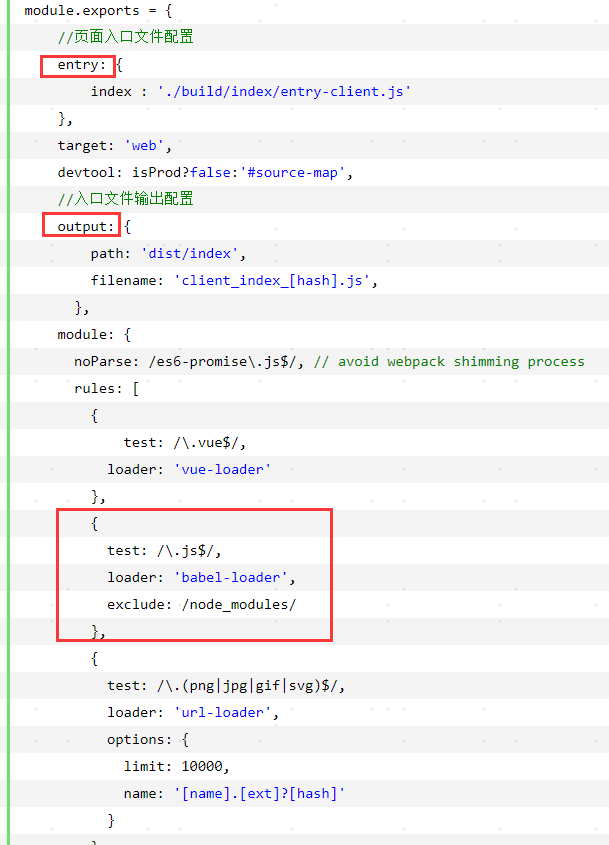 module.exports = {
//页面入口文件配置
entry: {
index : './build/index/entry-client.js'
},
target: 'web',
devtool: isProd?false:'#source-map',
//入口文件输出配置
output: {
path: 'dist/index',
filename: 'client_index_[hash].js',
},
module: {
noParse: /es6-promise\.js$/, // avoid webpack shimming process
rules: [
{
test: /\.vue$/,
loader: 'vue-loader'
},
{
test: /\.js$/,
loader: 'babel-loader',
exclude: /node_modules/
},
{
test: /\.(png|jpg|gif|svg)$/,
loader: 'url-loader',
options: {
limit: 10000,
name: '[name].[ext]?[hash]'
}